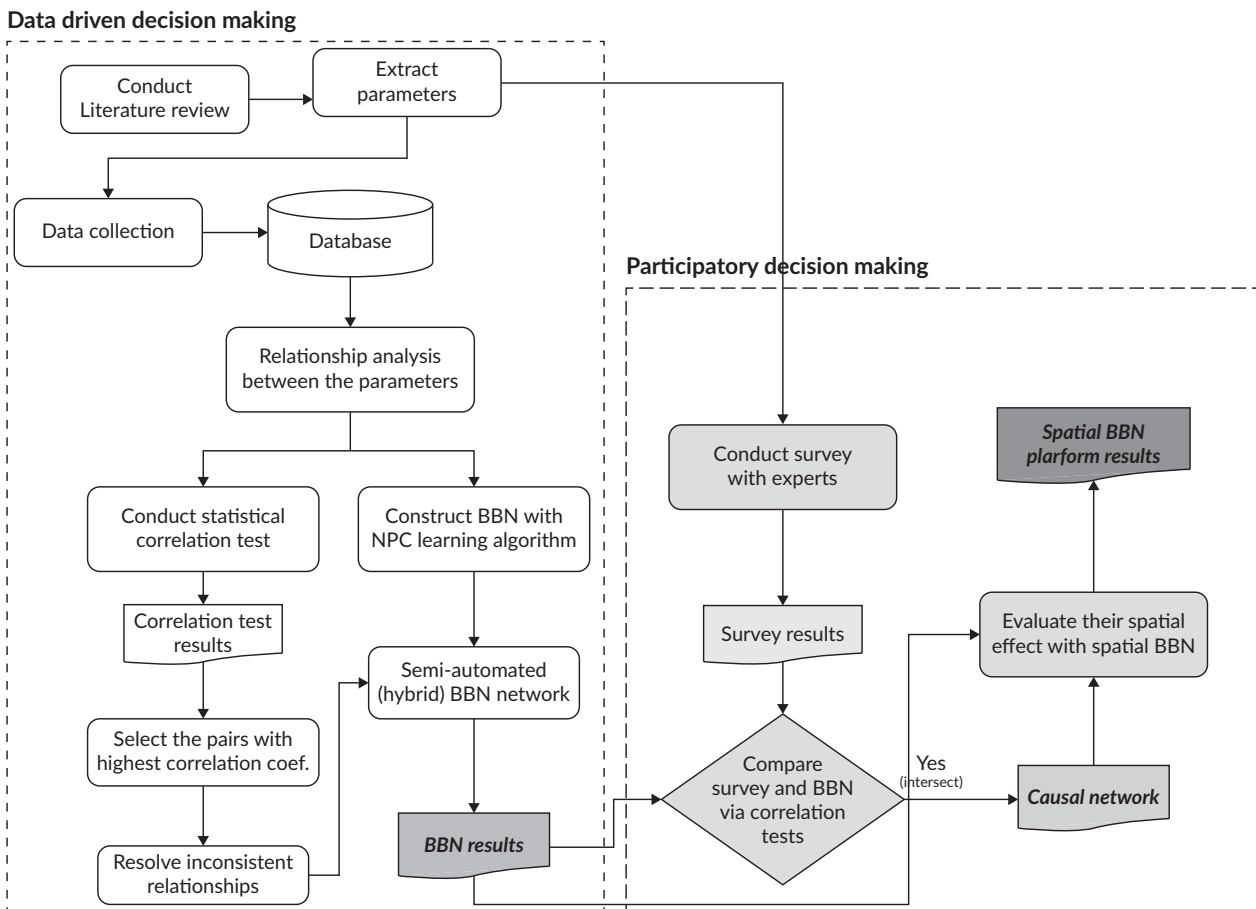 Data driven decision making
Conduct
Literature review
Extract
parameters
Data collection
Database
Relationship analysis
between the parameters
Conduct statistical
correlation test
Construct BBN with
NPC learning algorithm
Correlation test
results
Semi-automated
(hybrid) BBN network
Select the pairs with
highest correlation coef.
Resolve inconsistent
relationships
BBN results
Participatory decision making
Conduct survey
with experts
Survey results
Compare
survey and BBN
via correlation
tests
Yes
(intersect)
Causal network
Evaluate their spatial
effect with spatial BBN
Spatial BBN
plarform results